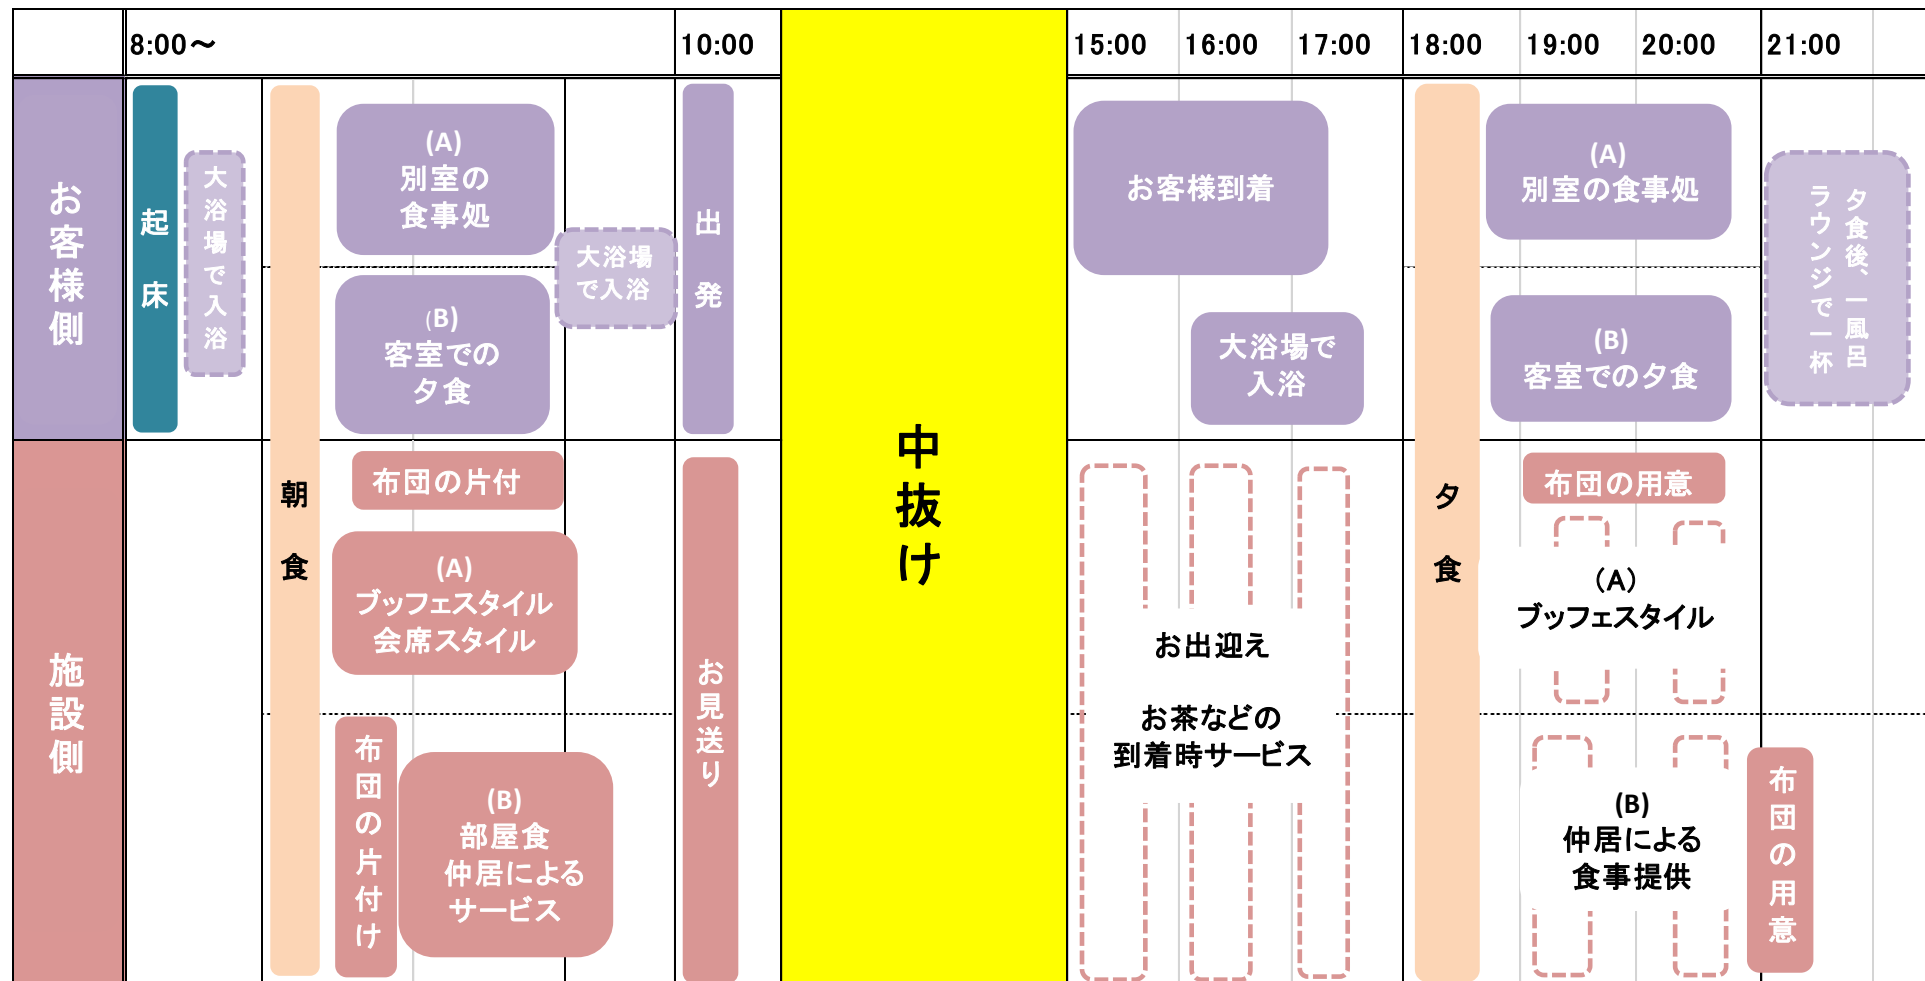 8:00～
10:00
15:00
16:00
17:00
18:00
19:00
20:00
21:00
お客様側
起床
大浴場で入浴
(A)
別室の
食事処
(B)
客室での
夕食
大浴場
で入浴
出発
お客様到着
大浴場で
入浴
(A)
別室の食事処
(B)
客室での夕食
夕食後、一風呂
ラウンジで一杯
中抜け
施設側
朝食
布団の片付
(A)
ブッフェスタイル
会席スタイル
布団の片付け
(B)
部屋食
仲居による
サービス
お見送り
お出迎え
お茶などの
到着時サービス
夕食
布団の用意
(A)
ブッフェスタイル
(B)
仲居による
食事提供
布団の用意